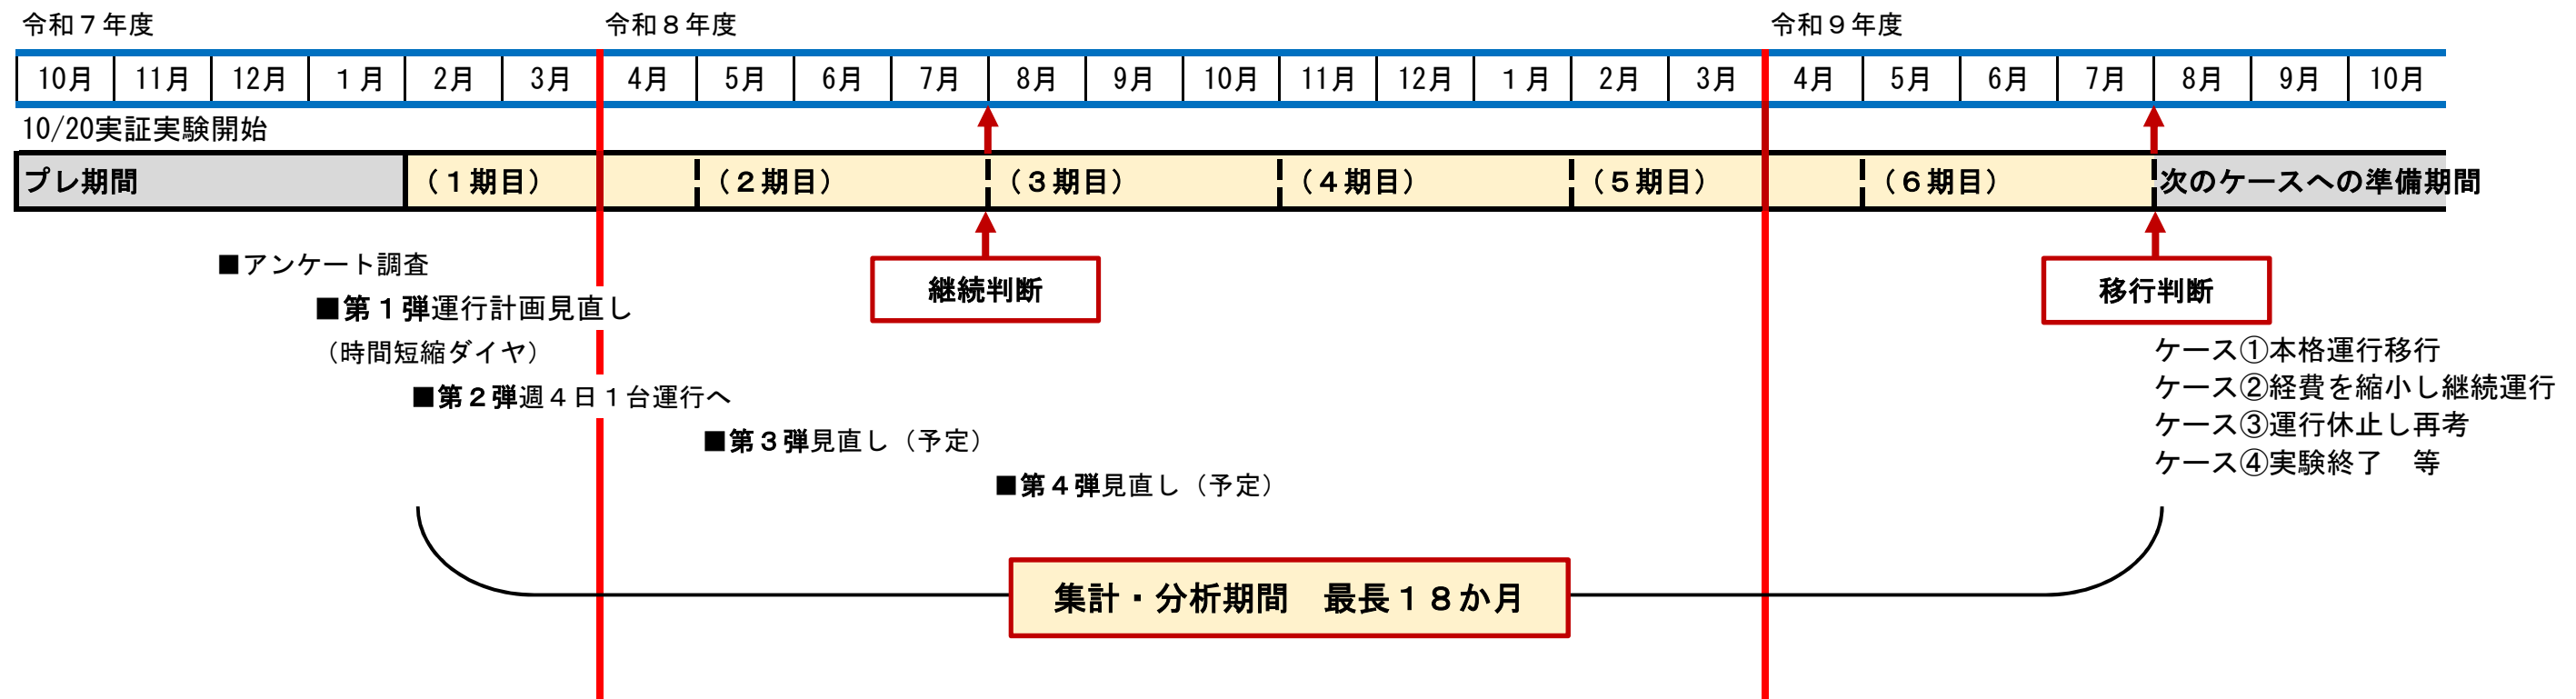 令和７年度 令和８年度 令和９年度
10月 11月 12月 １月 2月 3月 4月 5月 6月 7月 8月 9月 10月 11月 12月 １月 2月 3月 4月 5月 6月 7月 8月 9月 10月
10/20実証実験開始
プレ期間 （１期目） （２期目） （３期目） （４期目） （５期目） （６期目） 次のケースへの準備期間
■アンケート調査
継続判断 移行判断
■第１弾運行計画見直し
（時間短縮ダイヤ）
■第２弾週４日１台運行へ
■第３弾見直し（予定）
■第４弾見直し（予定）
ケース①本格運行移行
ケース②経費を縮小し継続運行
ケース③運行休止し再考
ケース④実験終了　等
集計・分析期間　最長１８か月